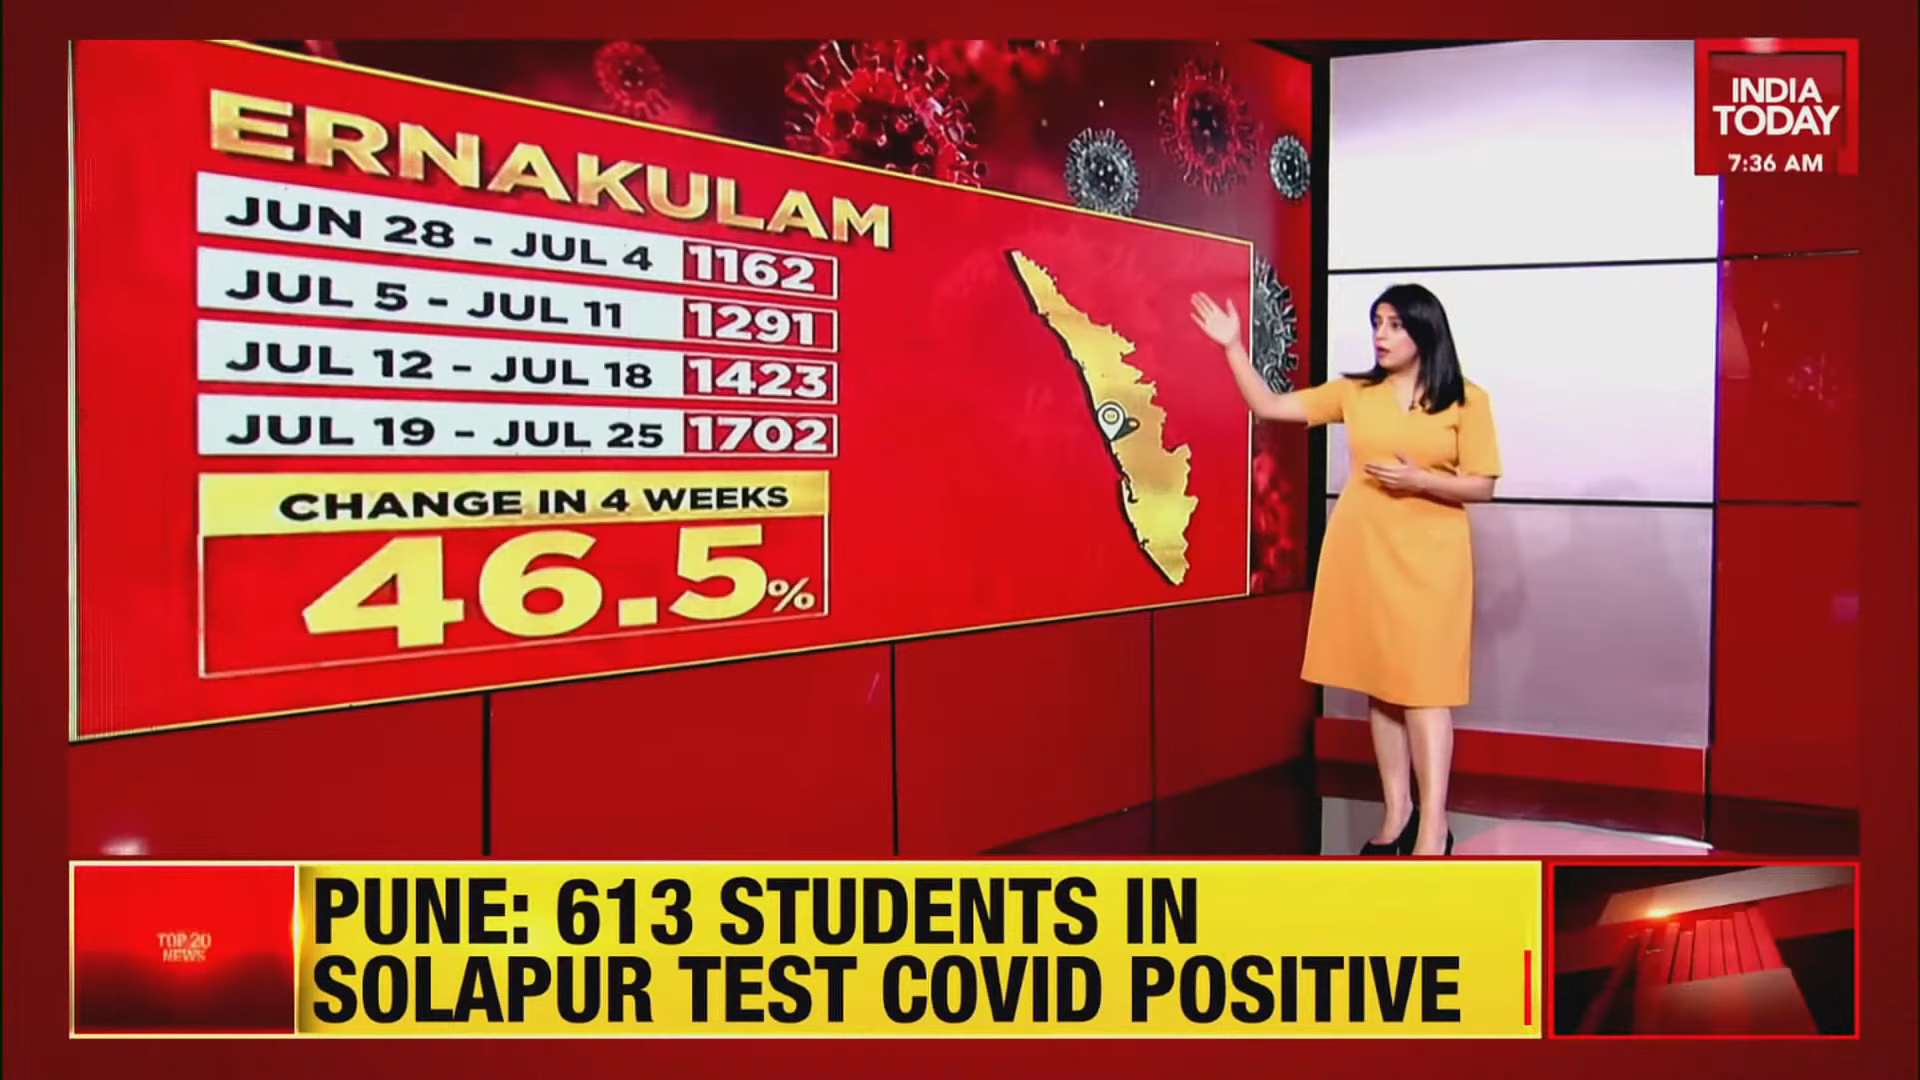 ERNAKULAM
JUN 28 - JUL 4 1162
JUL 5 - JUL 11 1291
JUL 12 - JUL 18 1423
JUL 19 - JUL 25 1702
CHANGE IN 4 WEEKS
46.5%
INDIA
TODAY
7:36 AM
TOP 20
NEWS
PUNE: 613 STUDENTS IN
SOLAPUR TEST COVID POSITIVE